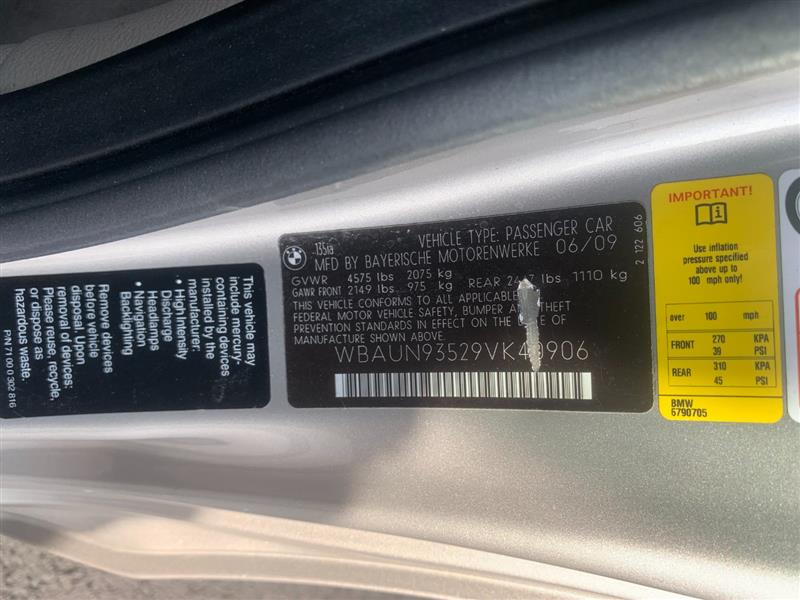 This vehicle may
include mercury-
containing devices
installed by the
manufacturer:
• High Intensity
Discharge
Headlamps
• Navigation
Backlighting
Remove devices
before vehicle
disposal. Upon
removal of devices:
Please reuse, recycle,
or dispose as
hazardous waste.
P/N 71 00 0 302 816
BMW
VEHICLE TYPE: PASSENGER CAR
MFD BY BAYERISCHE MOTORENWERKE 06/09
GVWR 4575 lbs 2075 kg
GAWR FRONT 2149 lbs 975 kg REAR lbs 1110 kg
THIS VEHICLE CONFORMS TO ALL APPLICABLE
FEDERAL MOTOR VEHICLE SAFETY, BUMPER AND THEFT
PREVENTION STANDARDS IN EFFECT ON THE DATE
OF MANUFACTURE SHOWN ABOVE.
2 122 606
IMPORTANT!
Use inflation
pressure specified
above up to
100 mph only!
over 100 mph
FRONT 270 KPA
39 PSI
REAR 310 KPA
45 PSI
BMW
6790705